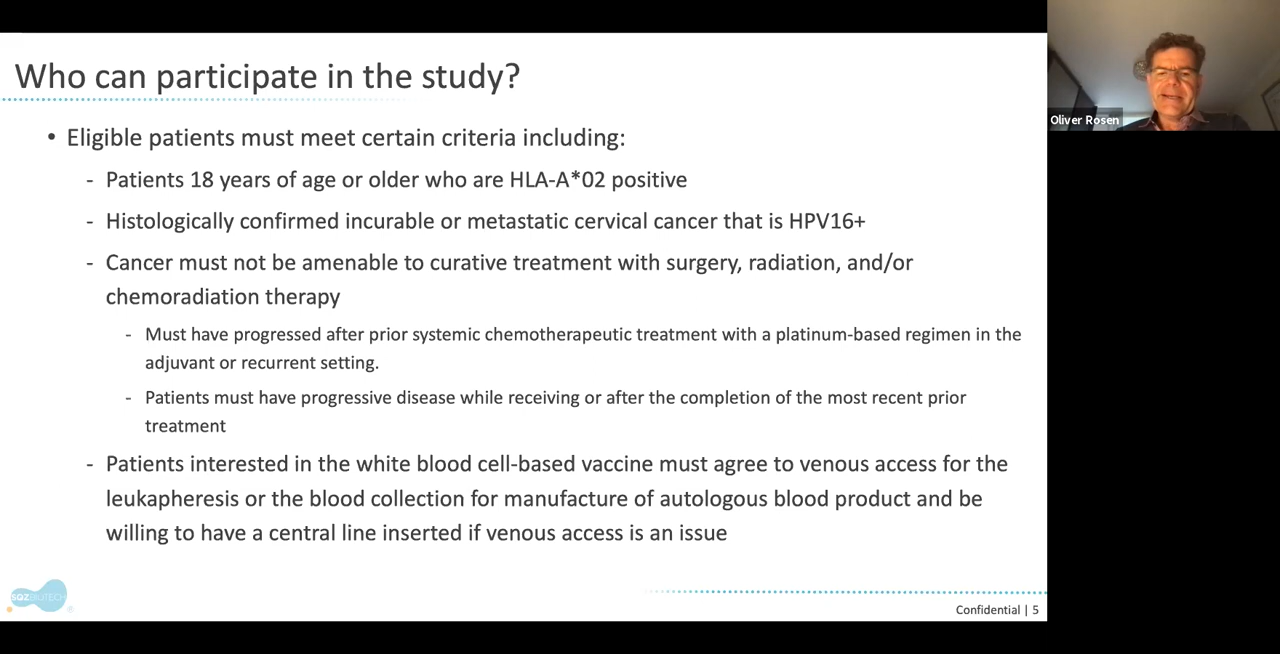 Who can participate in the study?
• Eligible patients must meet certain criteria including:
- Patients 18 years of age or older who are HLA-A*02 positive
- Histologically confirmed incurable or metastatic cervical cancer that is HPV16+
- Cancer must not be amenable to curative treatment with surgery, radiation, and/or
chemoradiation therapy
- Must have progressed after prior systemic chemotherapeutic treatment with a platinum-based regimen in the
adjuvant or recurrent setting.
- Patients must have progressive disease while receiving or after the completion of the most recent prior
treatment
- Patients interested in the white blood cell-based vaccine must agree to venous access for the
leukapheresis or the blood collection for manufacture of autologous blood product and be
willing to have a central line inserted if venous access is an issue
SQZBIOTECH
Confidential | 5
Oliver Rosen